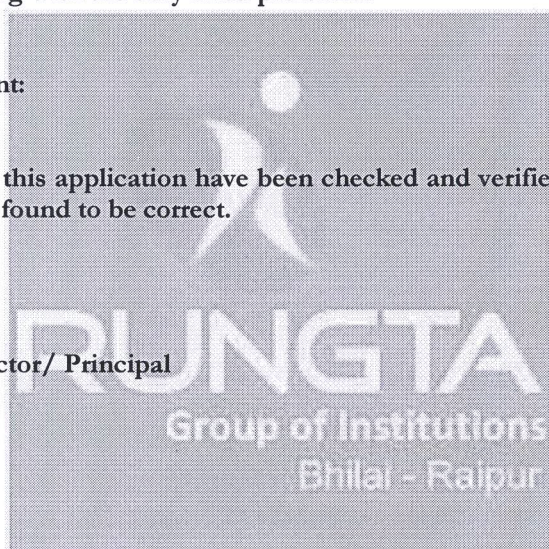 nt:
this application have been checked and verifie
found to be correct.
RUNGTA
ctor/ Principal
Group of Institutions
Bhilai - Raipur